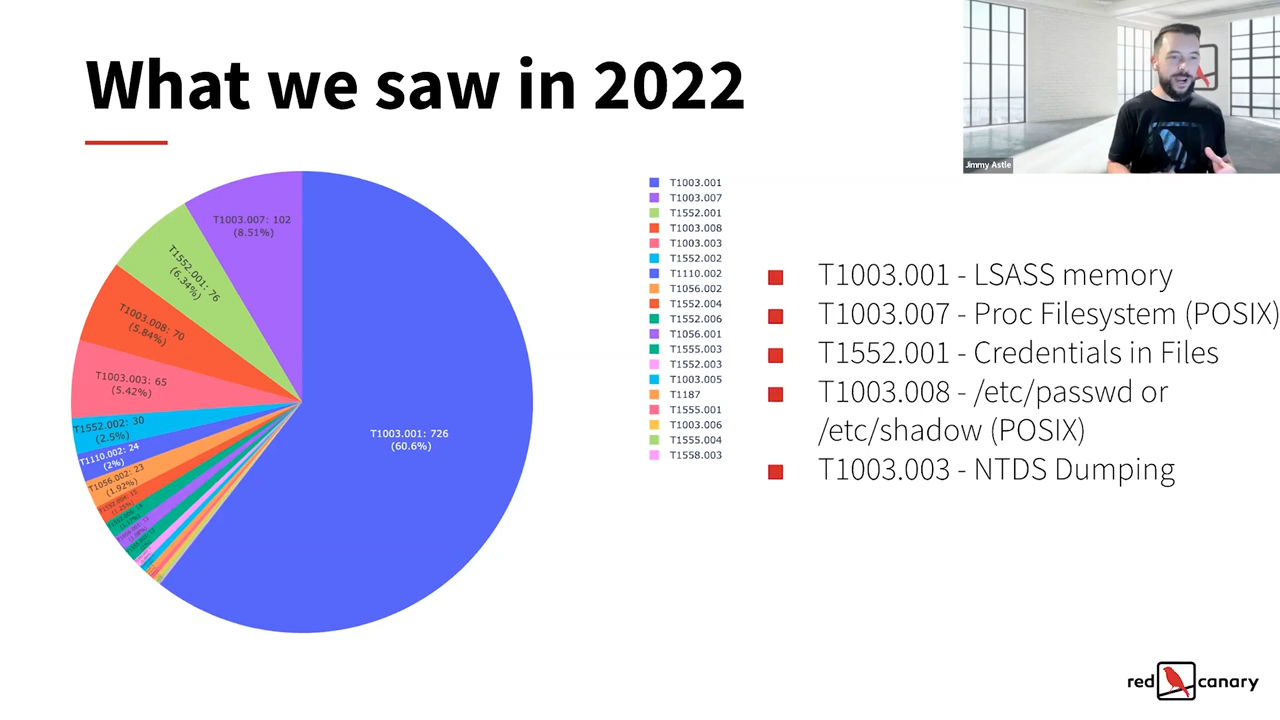 What we saw in 2022
Jimmy Astle
T1003.007: 102
(8.51%)
T1552.001: 76
(6.34%)
T1003.008: 70
(5.84%)
T1003.003: 65
(5.42%)
T1552.002: 30
(2.5%)
T1110.002: 24
(2%)
T1056.002: 23
(1.92%)
T1003.001: 726
(60.6%)
T1003.001
T1003.007
T1552.001
T1003.008
T1003.003
T1552.002
T1110.002
T1056.002
T1552.004
T1552.006
T1056.001
T1555.003
T1552.003
T1003.005
T1187
T1555.001
T1003.006
T1555.004
T1558.003
T1003.001 - LSASS memory
T1003.007 - Proc Filesystem (POSIX)
T1552.001 - Credentials in Files
T1003.008 - /etc/passwd or
/etc/shadow (POSIX)
T1003.003 - NTDS Dumping
red canary